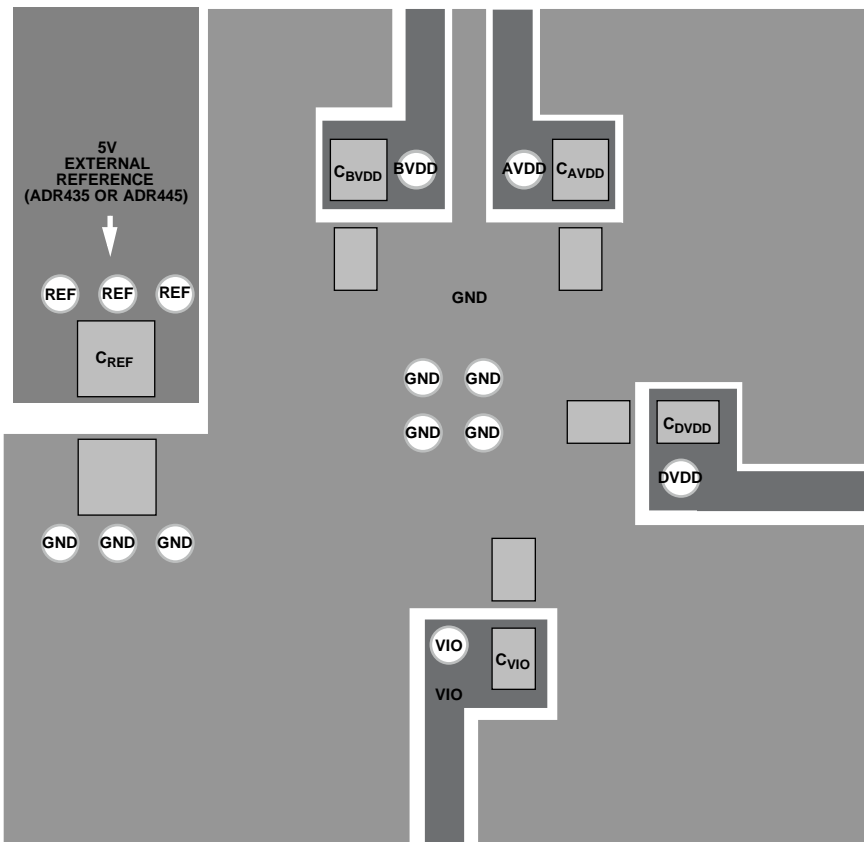 5V
EXTERNAL
REFERENCE
(ADR435 OR ADR445)
CBVDD BVDD AVDD CAVDD
REF REF REF
GND
CREF
GND GND
GND GND
CDVDD
DVDD
GND GND GND
VIO
CVIO
VIO